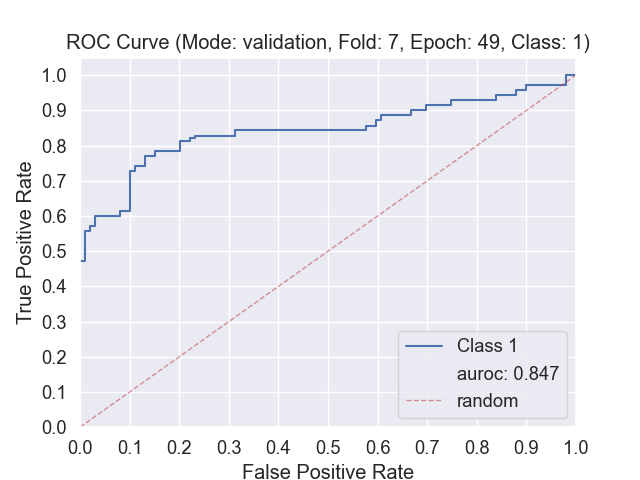 ROC Curve (Mode: validation, Fold: 7, Epoch: 49, Class: 1)
True Positive Rate
1.0
0.9
0.8
0.7
0.6
0.5
0.4
0.3
0.2
0.1
0.0
Class 1
auroc: 0.847
random
0.0 0.1 0.2 0.3 0.4 0.5 0.6 0.7 0.8 0.9 1.0
False Positive Rate